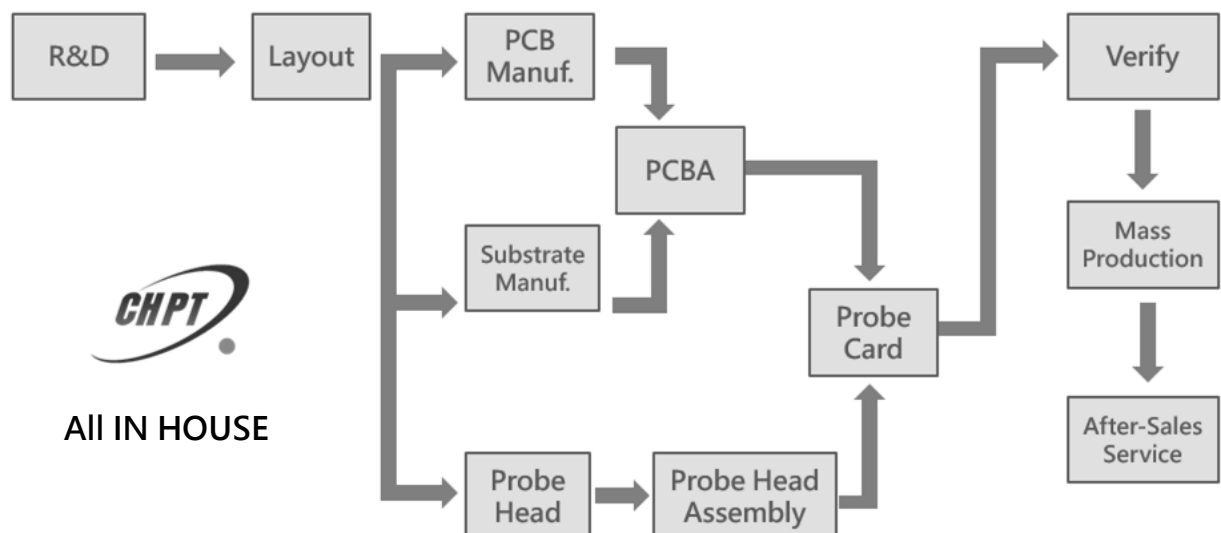 R&D
Layout
PCB
Manuf.
PCBA
Substrate
Manuf.
Probe
Head
Probe Head
Assembly
Probe
Card
Verify
Mass
Production
After-Sales
Service
CHPT
All IN HOUSE